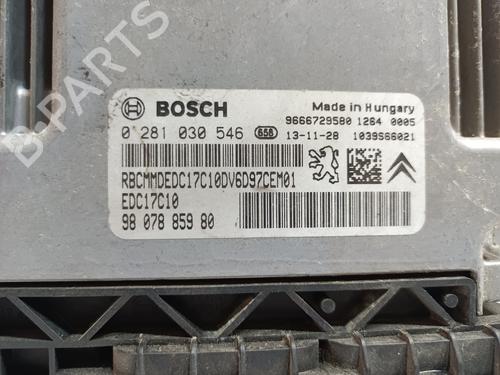 BOSCH
Made in Hungary
9666729580 1264 0005
0 281 030 546 658 13-11-28 1039S66021
RBCMMDEDC17C10DV6D97CEM01
EDC17C10
98 078 859 80